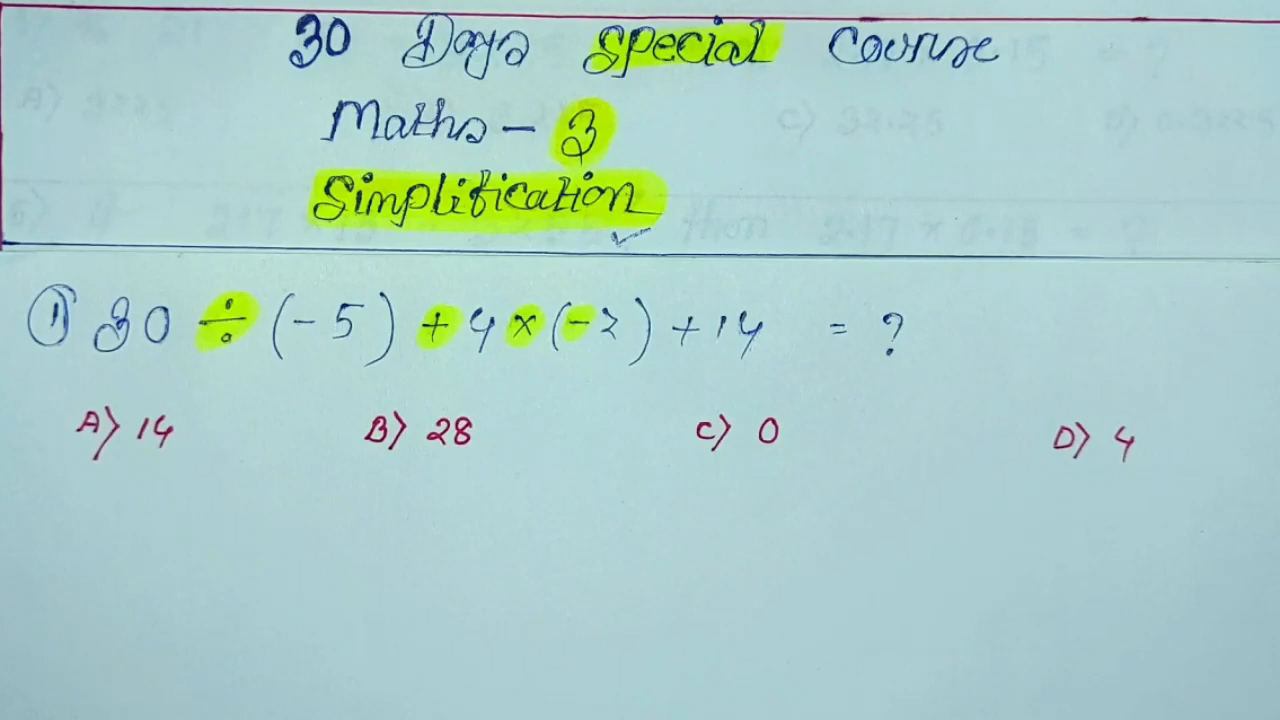 30 Days Special Course
Maths - 3
Simplification
① 30 ÷ (-5) + 4 × (-2) + 14 = ?
A) 14 B) 28 C) 0 D) 4